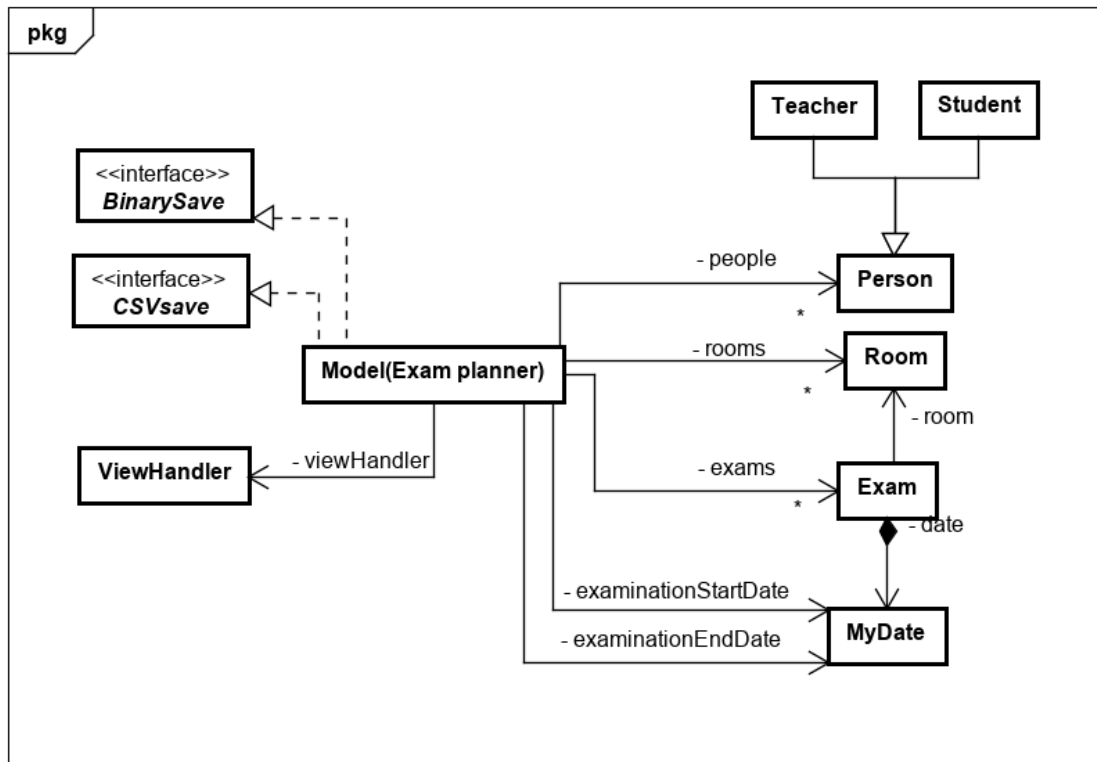 pkg
Teacher
Student
<<interface>>
BinarySave
<<interface>>
CSVsave
- people
Person
*
Model(Exam planner)
- rooms
Room
*
- room
ViewHandler
- viewHandler
- exams
Exam
*
- date
- examinationStartDate
MyDate
- examinationEndDate